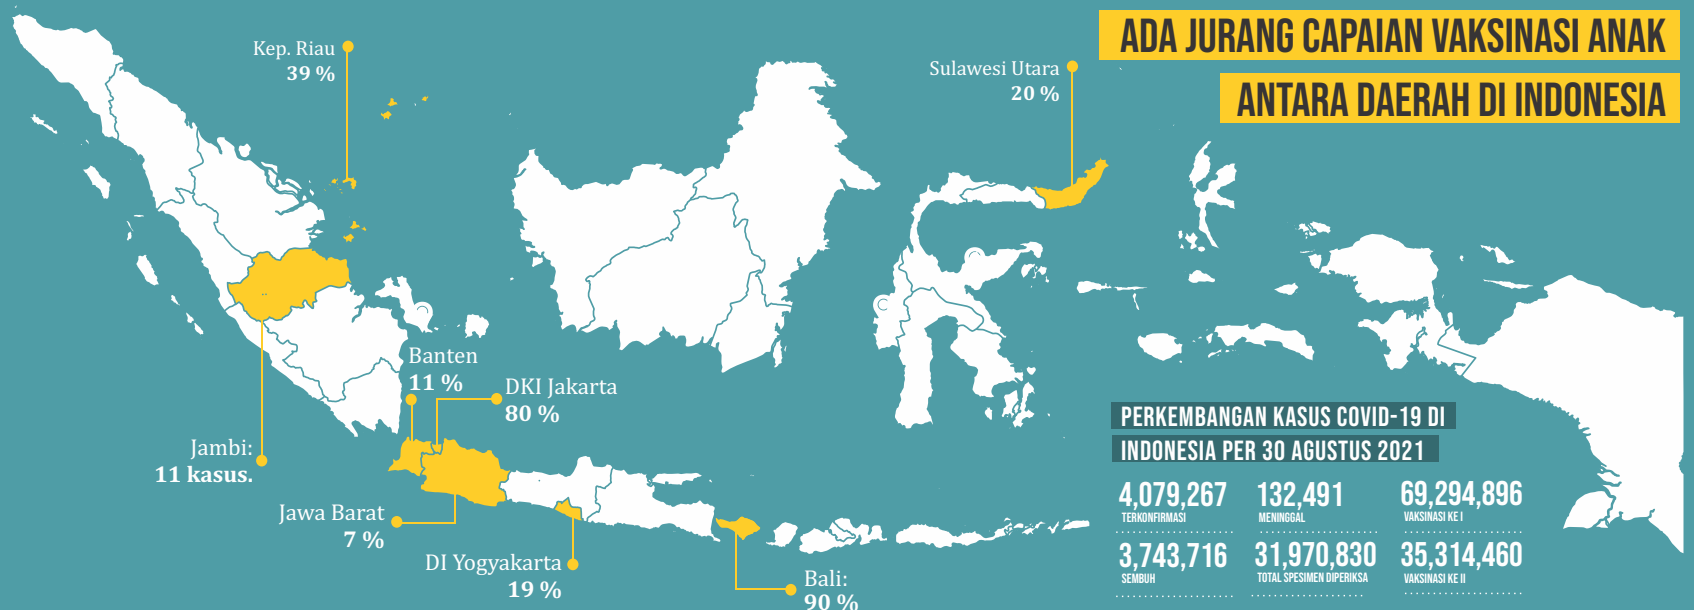 ADA JURANG CAPAIAN VAKSINASI ANAK
ANTARA DAERAH DI INDONESIA
Kep. Riau
39 %
Sulawesi Utara
20 %
Banten
11 %
DKI Jakarta
80 %
Jambi:
11 kasus.
Jawa Barat
7 %
DI Yogyakarta
19 %
Bali:
90 %
PERKEMBANGAN KASUS COVID-19 DI
INDONESIA PER 30 AGUSTUS 2021
4,079,267 132,491 69,294,896
TERKONFIRMASI MENINGGAL VAKSINASI KE I
3,743,716 31,970,830 35,314,460
SEMBUH TOTAL SPESIMEN DIPERIKSA VAKSINASI KE II